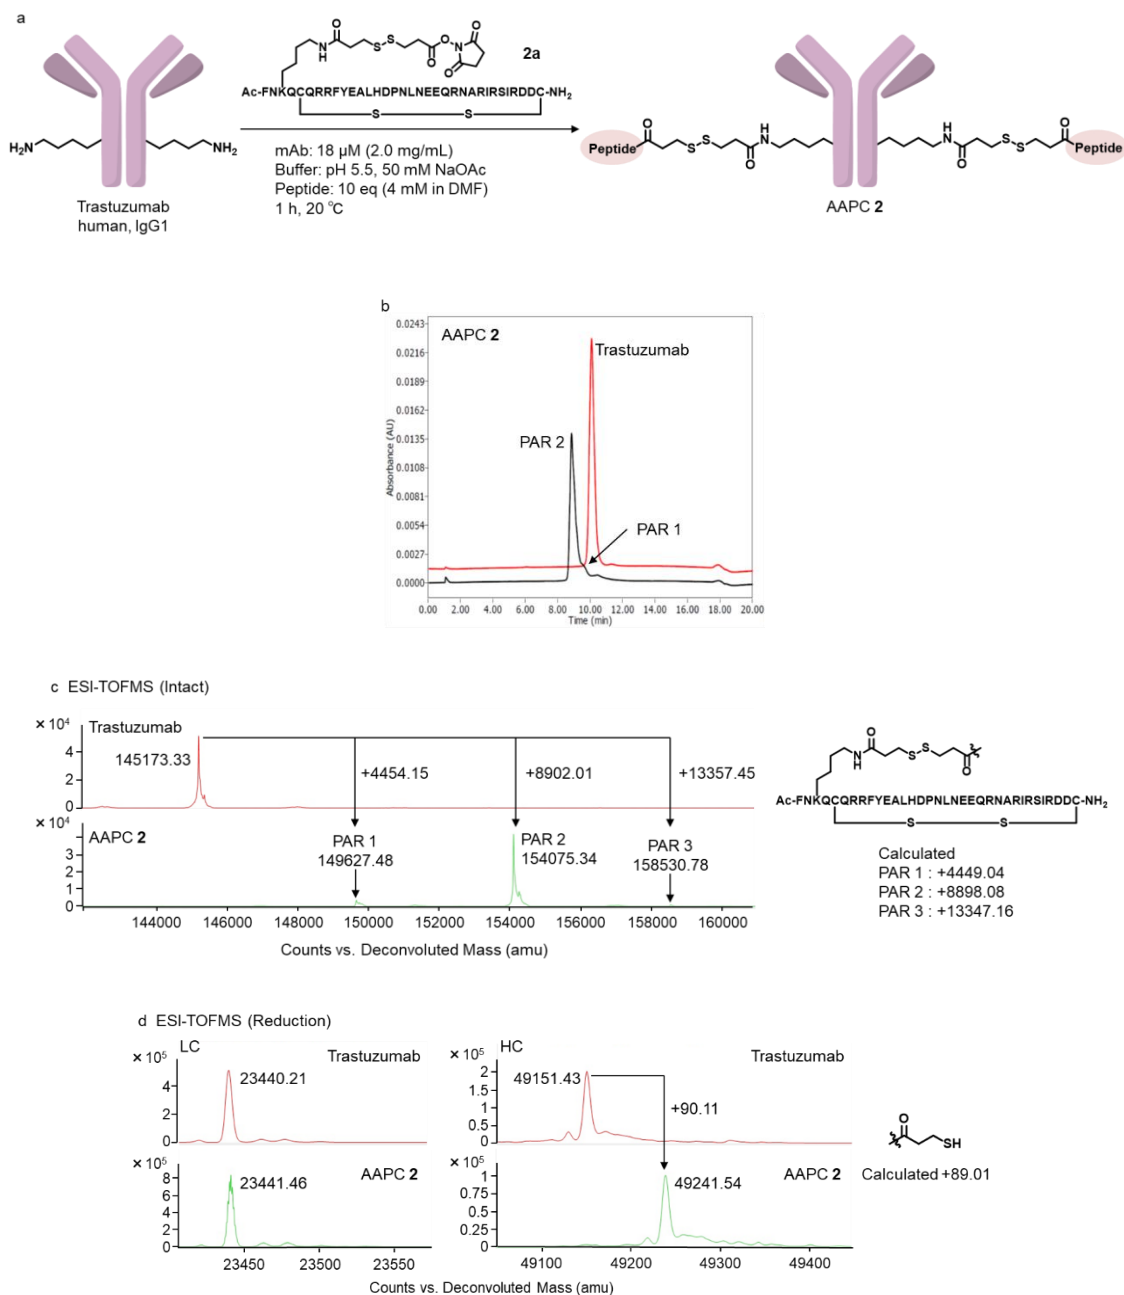 a
O
N
H
S
S
O
O
N
O
O
2a
Ac-FNKQCQRRFYEALHDPNLNEEQRNARIRSIRDDC-NH2
S
S
H2N
NH2
mAb: 18 µM (2.0 mg/mL)
Buffer: pH 5.5, 50 mM NaOAc
Peptide: 10 eq (4 mM in DMF)
1 h, 20 ℃
Trastuzumab
human, IgG1
Peptide
O
S
S
O
H
N
N
H
O
S
S
O
Peptide
AAPC 2
b
AAPC 2
Trastuzumab
PAR 2
PAR 1
Absorbance (AU)
0.0243
0.0216
0.0189
0.0162
0.0135
0.0108
0.0081
0.0054
0.0027
0.0000
0.00 2.00 4.00 6.00 8.00 10.00 12.00 14.00 16.00 18.00 20.00
Time (min)
c ESI-TOFMS (Intact)
× 10⁴
Trastuzumab
145173.33
4
2
0
+4454.15
+8902.01
+13357.45
× 10⁴
AAPC 2
3
2
1
0
PAR 1
149627.48
PAR 2
154075.34
PAR 3
158530.78
144000 146000 148000 150000 152000 154000 156000 158000 160000
Counts vs. Deconvoluted Mass (amu)
O
N
H
S
S
O
Ac-FNKQCQRRFYEALHDPNLNEEQRNARIRSIRDDC-NH2
S
S
Calculated
PAR 1 : +4449.04
PAR 2 : +8898.08
PAR 3 : +13347.16
d ESI-TOFMS (Reduction)
LC
× 10⁵
Trastuzumab
23440.21
4
2
0
× 10⁵
AAPC 2
23441.46
8
6
4
2
0
23450 23500 23550
HC
× 10⁵
Trastuzumab
49151.43
2
1.5
1
0.5
0
+90.11
× 10⁵
AAPC 2
49241.54
1
0.75
0.5
0.25
0
49100 49200 49300 49400
Counts vs. Deconvoluted Mass (amu)
O
SH
Calculated +89.01